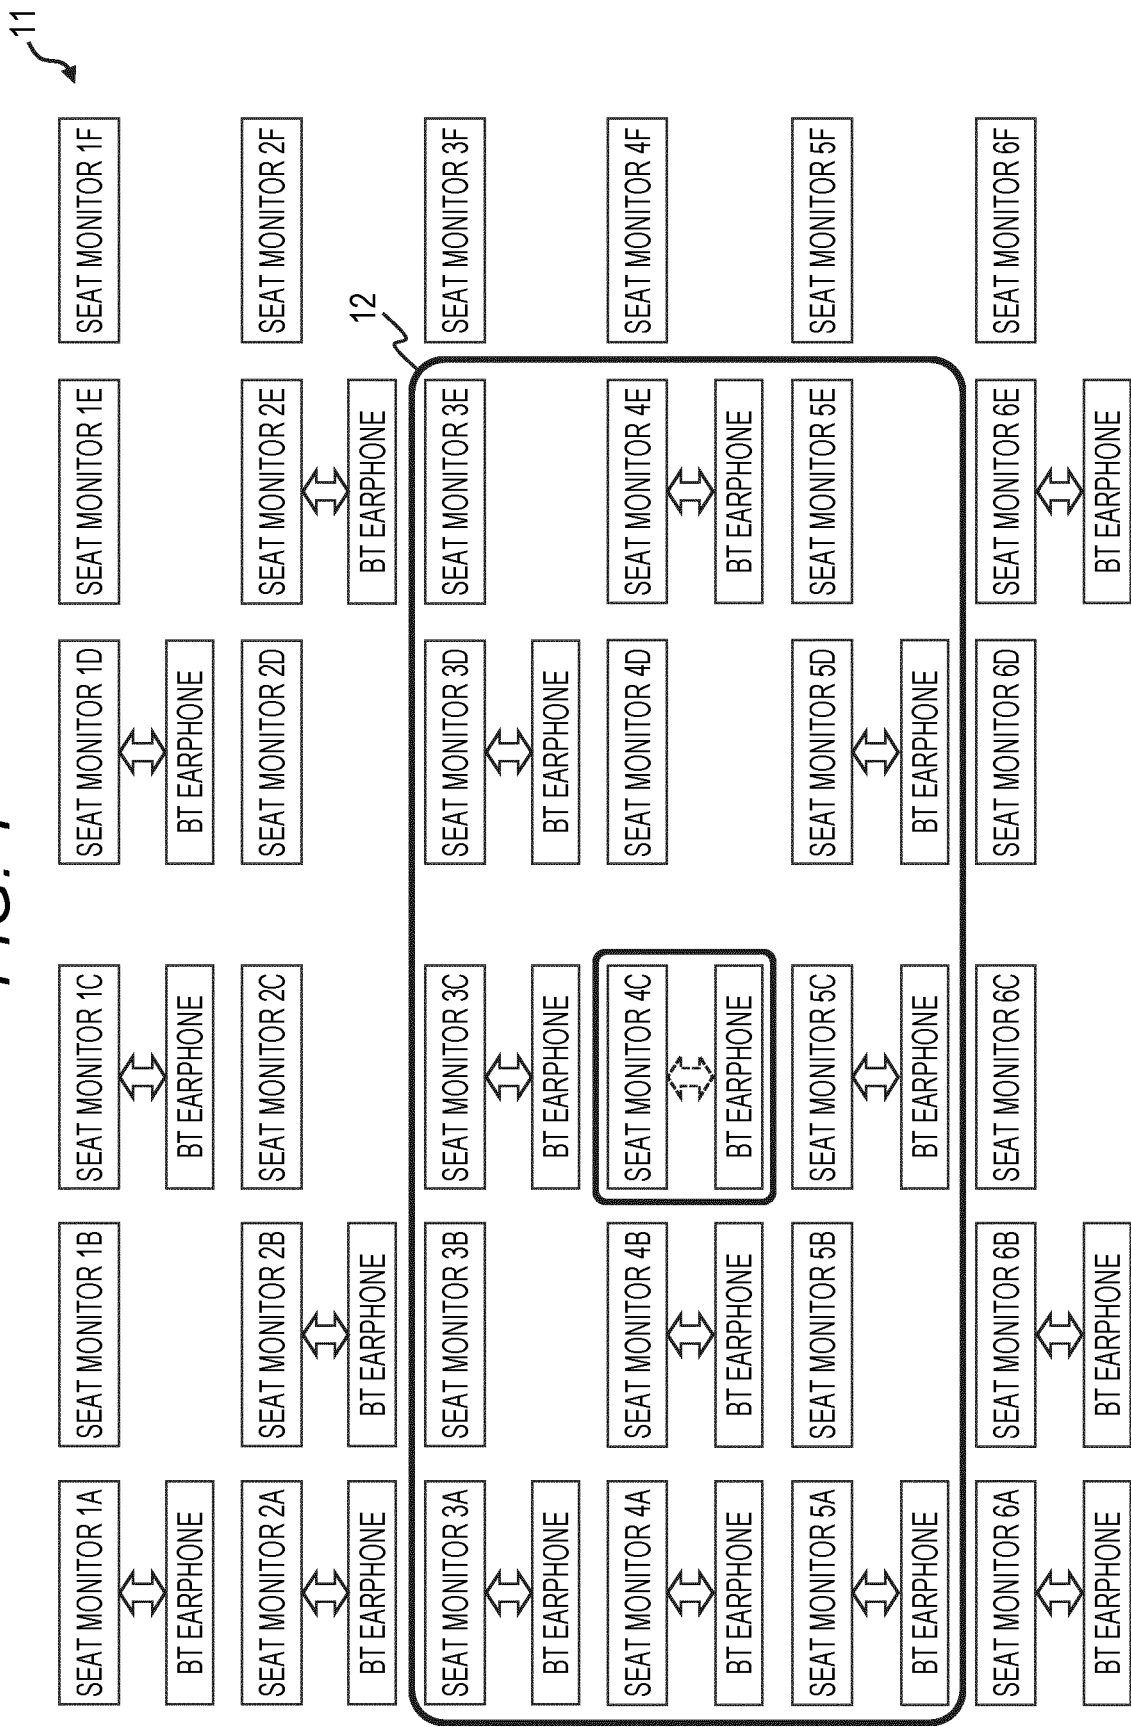 11
SEAT MONITOR 1A SEAT MONITOR 1B SEAT MONITOR 1C SEAT MONITOR 1D SEAT MONITOR 1E SEAT MONITOR 1F
BT EARPHONE BT EARPHONE BT EARPHONE
SEAT MONITOR 2A SEAT MONITOR 2B SEAT MONITOR 2C SEAT MONITOR 2D SEAT MONITOR 2E SEAT MONITOR 2F
BT EARPHONE BT EARPHONE BT EARPHONE 12
SEAT MONITOR 3A SEAT MONITOR 3B SEAT MONITOR 3C SEAT MONITOR 3D SEAT MONITOR 3E SEAT MONITOR 3F
BT EARPHONE BT EARPHONE BT EARPHONE
SEAT MONITOR 4A SEAT MONITOR 4B SEAT MONITOR 4C SEAT MONITOR 4D SEAT MONITOR 4E SEAT MONITOR 4F
BT EARPHONE BT EARPHONE BT EARPHONE BT EARPHONE
SEAT MONITOR 5A SEAT MONITOR 5B SEAT MONITOR 5C SEAT MONITOR 5D SEAT MONITOR 5E SEAT MONITOR 5F
BT EARPHONE BT EARPHONE BT EARPHONE
SEAT MONITOR 6A SEAT MONITOR 6B SEAT MONITOR 6C SEAT MONITOR 6D SEAT MONITOR 6E SEAT MONITOR 6F
BT EARPHONE BT EARPHONE BT EARPHONE